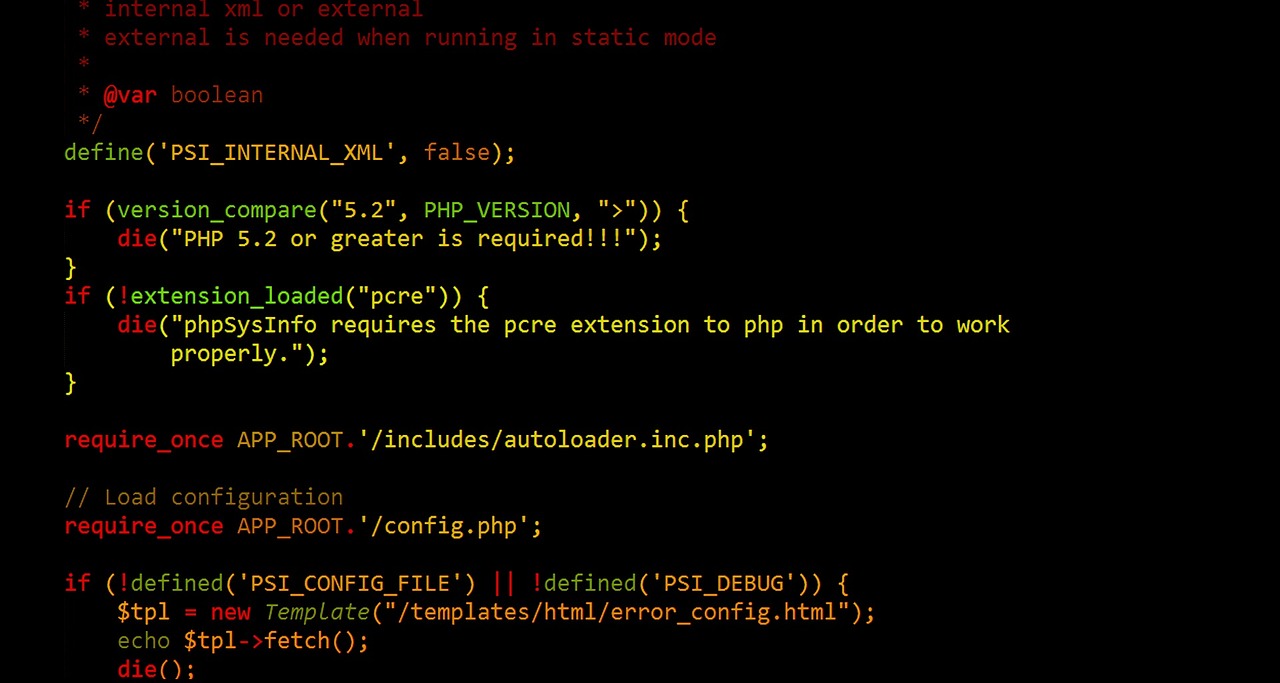 * internal xml or external
* external is needed when running in static mode
*
* @var boolean
*/
define('PSI_INTERNAL_XML', false);
if (version_compare("5.2", PHP_VERSION, ">")) {
die("PHP 5.2 or greater is required!!!");
}
if (!extension_loaded("pcre")) {
die("phpSysInfo requires the pcre extension to php in order to work
properly.");
}
require_once APP_ROOT.'/includes/autoloader.inc.php';
// Load configuration
require_once APP_ROOT.'/config.php';
if (!defined('PSI_CONFIG_FILE') || !defined('PSI_DEBUG')) {
$tpl = new Template("/templates/html/error_config.html");
echo $tpl->fetch();
die();